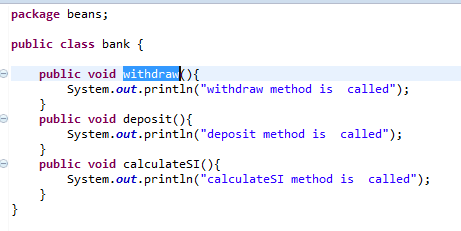 package beans;
public class bank {
public void withdraw(){
System.out.println("withdraw method is  called");
}
public void deposit(){
System.out.println("deposit method is  called");
}
public void calculateSI(){
System.out.println("calculateSI method is  called");
}
}